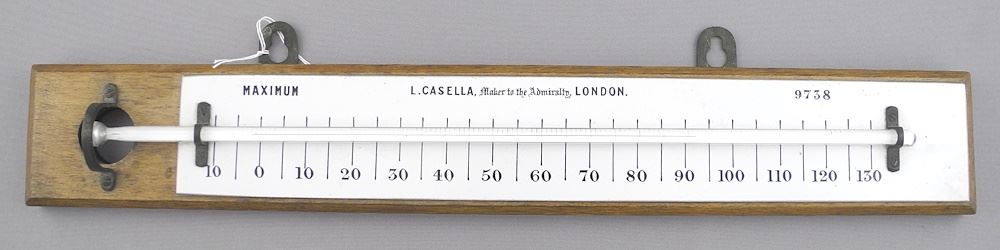 MAXIMUM L. CASELLA, Maker to the Admiralty, LONDON. 9738
10 0 10 20 30 40 50 60 70 80 90 100 110 120 130